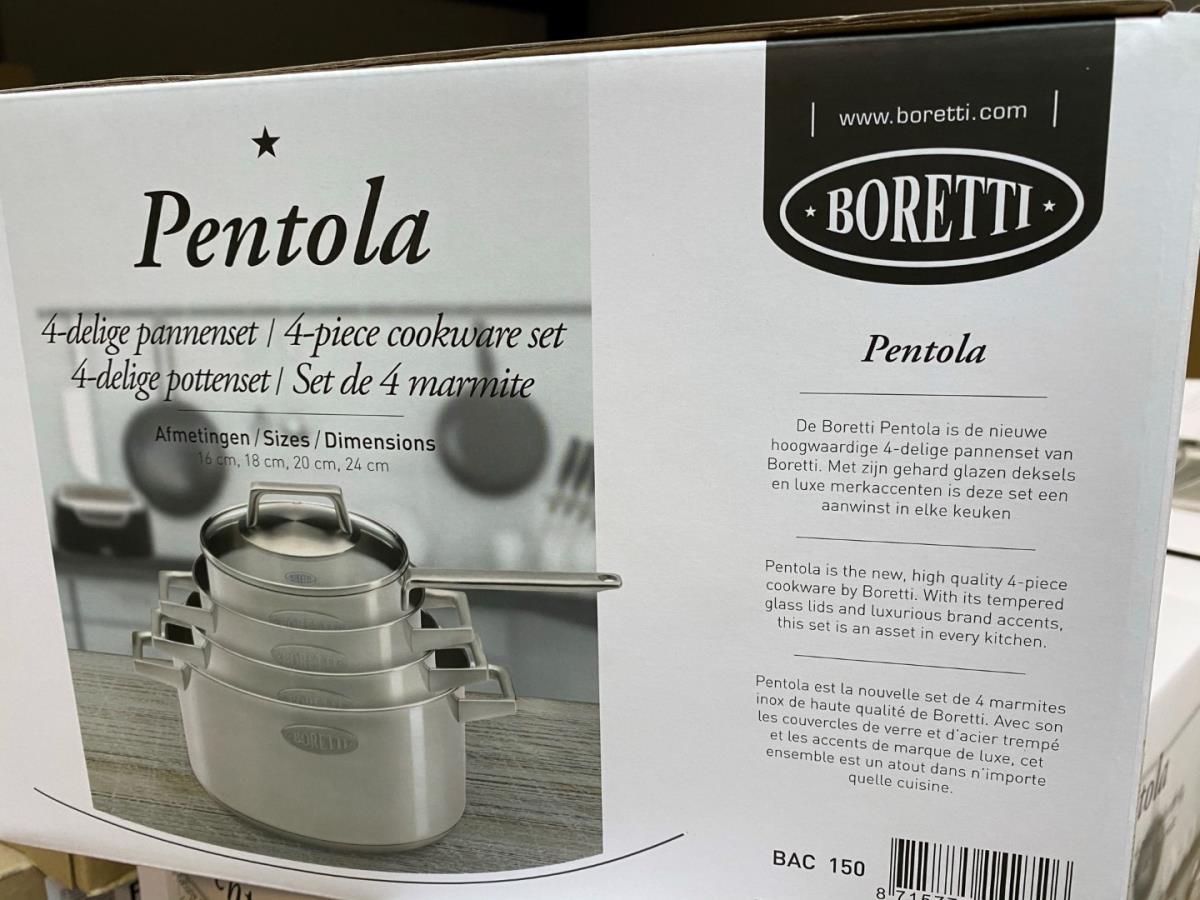 Pentola
4-delige pannenset | 4-piece cookware set
4-delige pottenset | Set de 4 marmite
Afmetingen / Sizes / Dimensions
16 cm, 18 cm, 20 cm, 24 cm
BORETTI
www.boretti.com
BORETTI
Pentola
De Boretti Pentola is de nieuwe
hoogwaardige 4-delige pannenset van
Boretti. Met zijn gehard glazen deksels
en luxe merkaccenten is deze set een
aanwinst in elke keuken
Pentola is the new, high quality 4-piece
cookware by Boretti. With its tempered
glass lids and luxurious brand accents,
this set is an asset in every kitchen.
Pentola est la nouvelle set de 4 marmites
inox de haute qualité de Boretti. Avec son
les couvercles de verre et d'acier trempé
et les accents de marque de luxe, cet
ensemble est un atout dans n'importe
quelle cuisine.
BAC 150